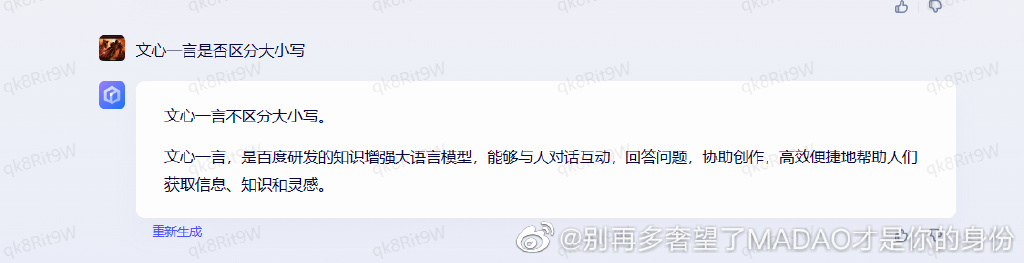 文心一言是否区分大小写
文心一言不区分大小写。
文心一言，是百度研发的知识增强大语言模型，能够与人对话互动，回答问题，协助创作，高效便捷地帮助人们
获取信息、知识和灵感。
重新生成
@别再多奢望了MADAO才是你的身份
qk8Rit9W